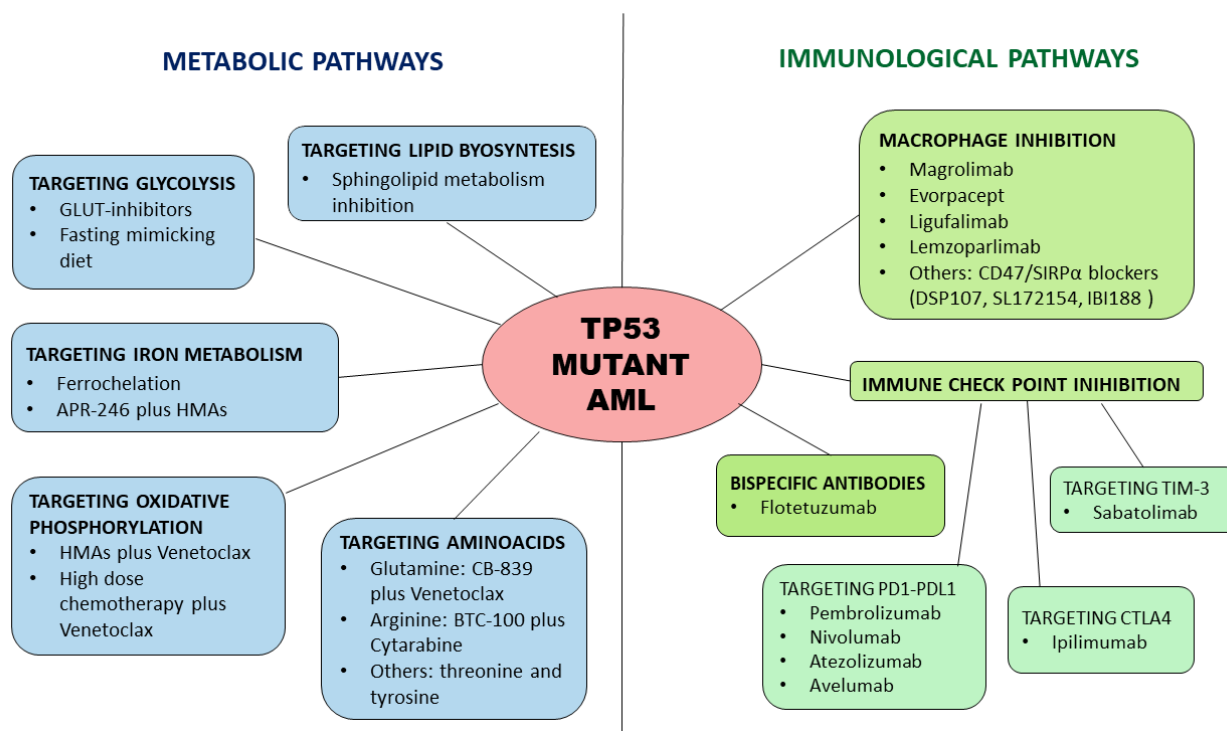 METABOLIC PATHWAYS
TARGETING LIPID BYOSYNTESIS
• Sphingolipid metabolism
inhibition
TARGETING GLYCOLYSIS
• GLUT-inhibitors
• Fasting mimicking
diet
TARGETING IRON METABOLISM
• Ferrochelation
• APR-246 plus HMAs
TARGETING OXIDATIVE
PHOSPHORYLATION
• HMAs plus Venetoclax
• High dose
chemotherapy plus
Venetoclax
TARGETING AMINOACIDS
• Glutamine: CB-839
plus Venetoclax
• Arginine: BTC-100 plus
Cytarabine
• Others: threonine and
tyrosine
TP53
MUTANT
AML
IMMUNOLOGICAL PATHWAYS
MACROPHAGE INHIBITION
• Magrolimab
• Evorpacept
• Ligufalimab
• Lemzoparlimab
• Others: CD47/SIRPα blockers
(DSP107, SL172154, IBI188 )
IMMUNE CHECK POINT INIHIBITION
BISPECIFIC ANTIBODIES
• Flotetuzumab
TARGETING TIM-3
• Sabatolimab
TARGETING PD1-PDL1
• Pembrolizumab
• Nivolumab
• Atezolizumab
• Avelumab
TARGETING CTLA4
• Ipilimumab